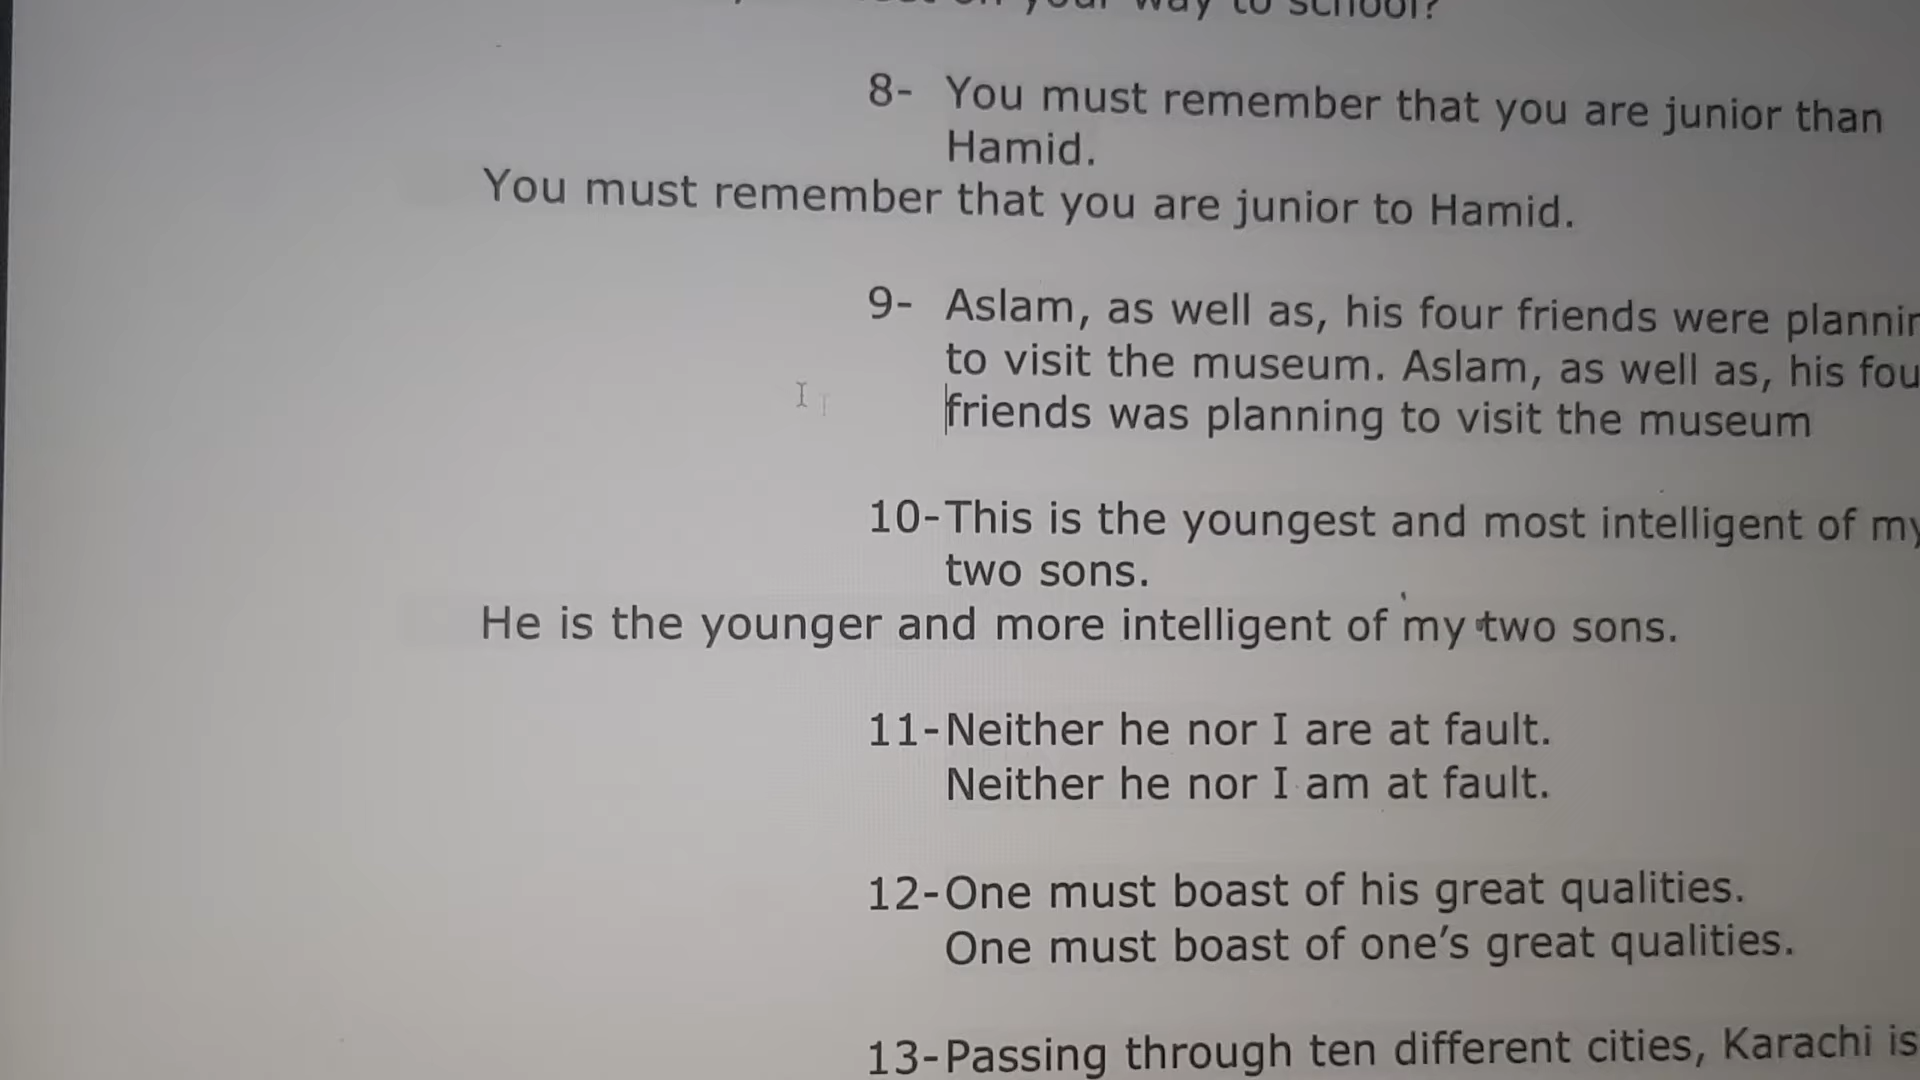 on your way to school?
8- You must remember that you are junior than
Hamid.
You must remember that you are junior to Hamid.
9- Aslam, as well as, his four friends were
to visit the museum. Aslam, as well as, his
friends was planning to visit the museum
10-This is the youngest and most intelligent of my
two sons.
He is the younger and more intelligent of my two sons.
11-Neither he nor I are at fault.
Neither he nor I am at fault.
12-One must boast of his great qualities.
One must boast of one's great qualities.
13-Passing through ten different cities, Karachi is